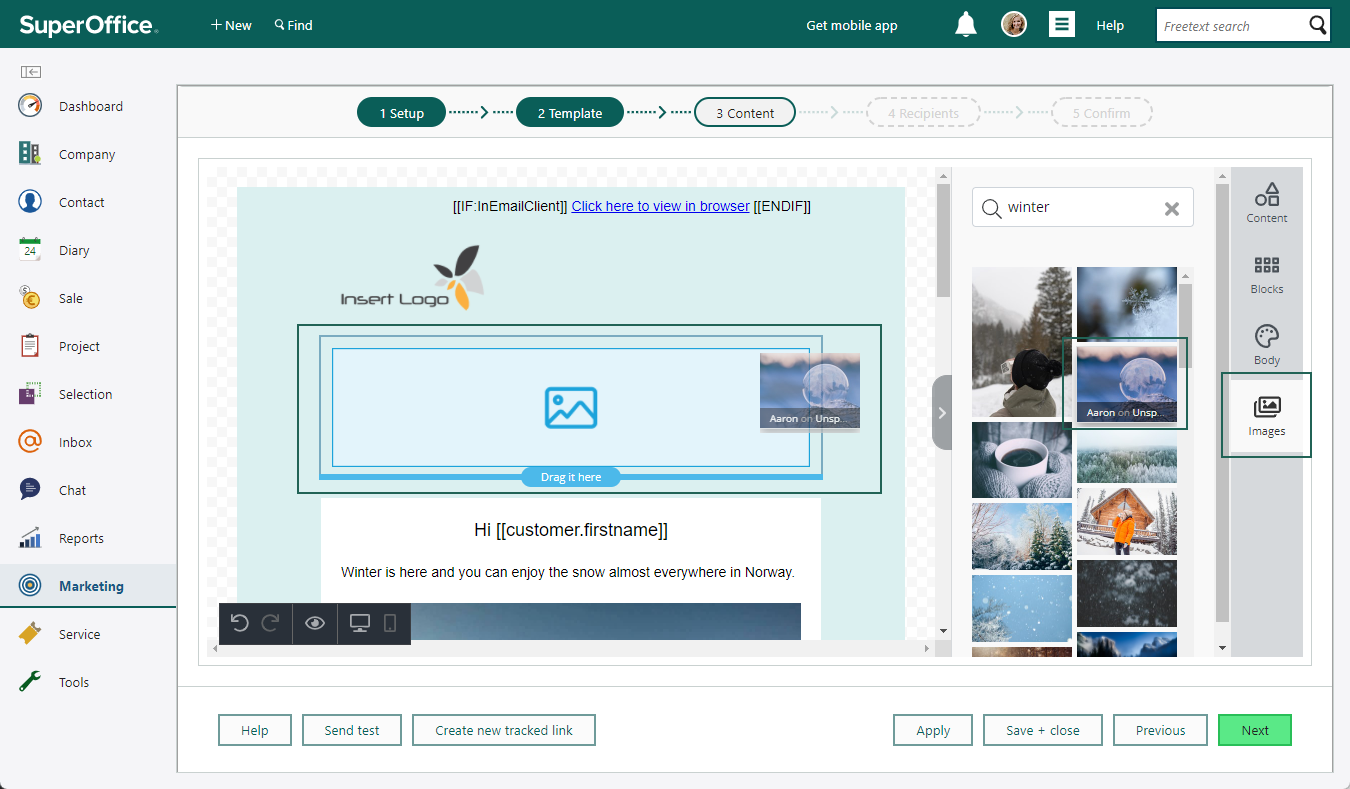 SuperOffice®
New
Find
Get mobile app
Help
Freetext search
Dashboard
Company
Contact
24
Diary
Sale
Project
Selection
Inbox
Chat
Reports
Marketing
Service
Tools
1 Setup
2 Template
3 Content
4 Recipients
5 Confirm
[[IF:InEmailClient]] Click here to view in browser [[ENDIF]]
Insert Logo
Aaron on Unsp...
Drag it here
Hi [[customer.firstname]]
Winter is here and you can enjoy the snow almost everywhere in Norway.
winter
Aaron on Unsp...
Content
Blocks
Body
Images
Help
Send test
Create new tracked link
Apply
Save + close
Previous
Next